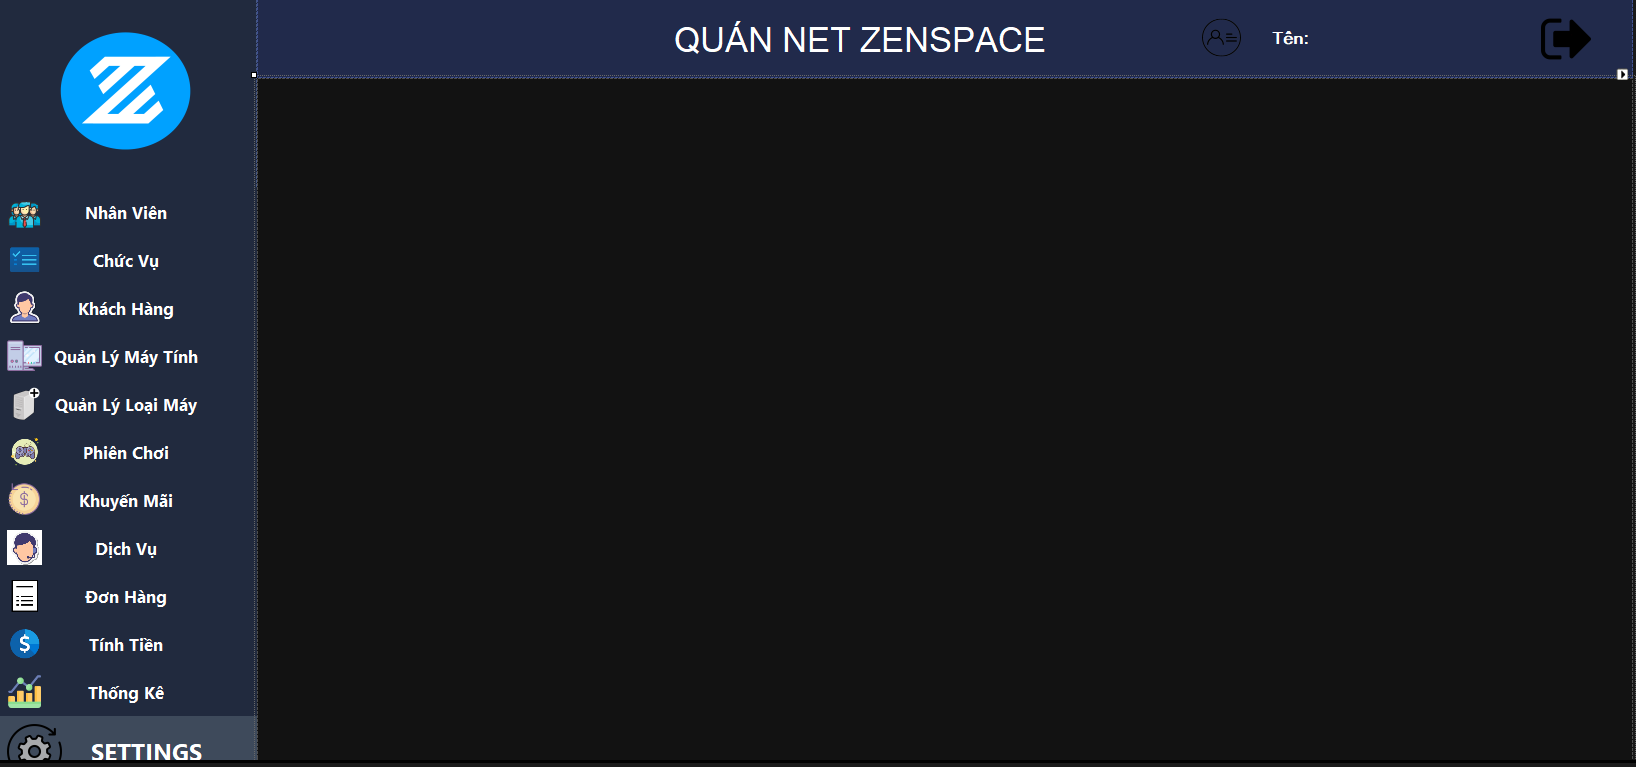 QUÁN NET ZENSPACE
Tên:
Nhân Viên
Chức Vụ
Khách Hàng
Quản Lý Máy Tính
Quản Lý Loại Máy
Phiên Chơi
Khuyến Mãi
Dịch Vụ
Đơn Hàng
Tính Tiền
Thống Kê
SETTINGS